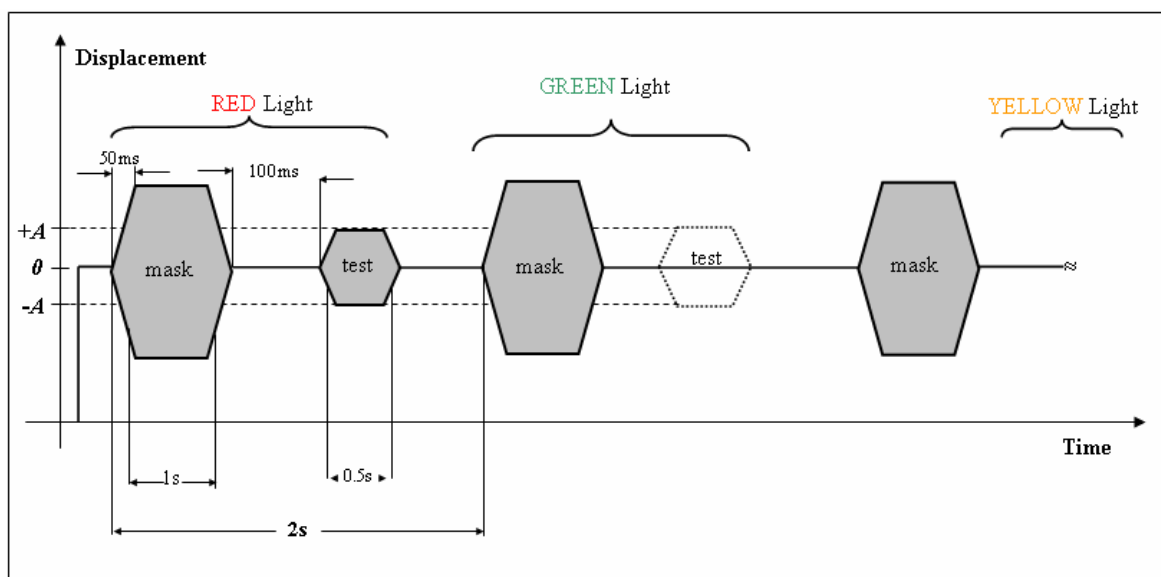 Displacement
RED Light
GREEN Light
YELLOW Light
50ms
100ms
+A
0
-A
mask
test
mask
test
mask
≈
Time
1s
0.5s
2s